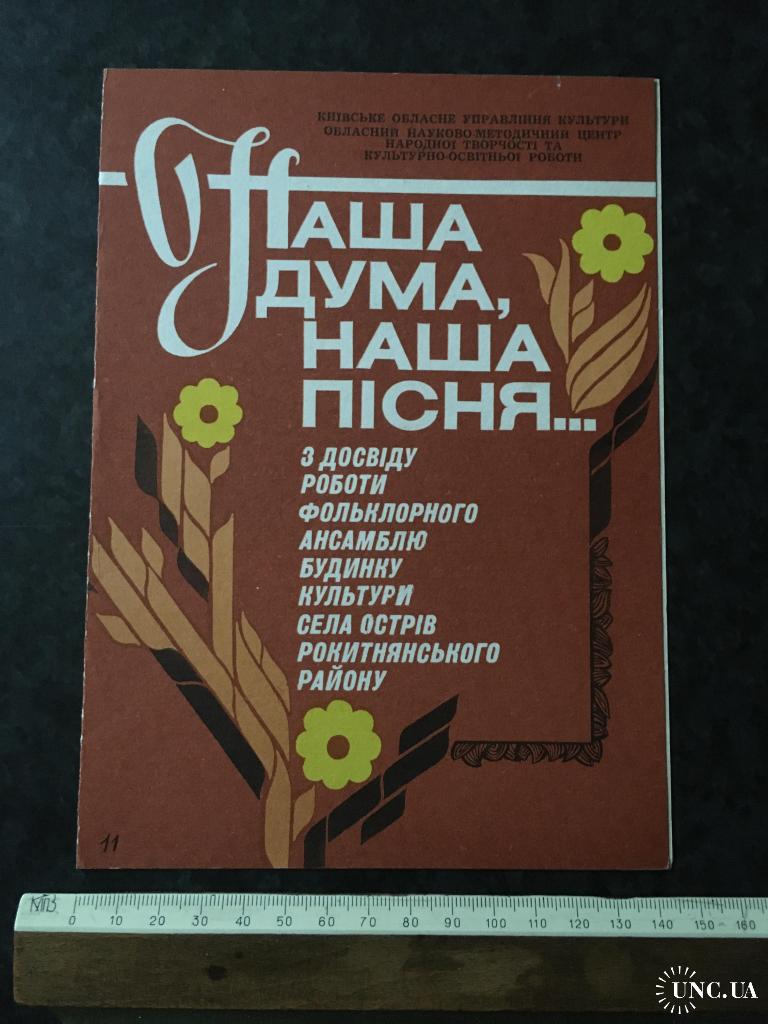 КИЇВСЬКЕ ОБЛАСНЕ УПРАВЛІННЯ КУЛЬТУРИ
ОБЛАСНИЙ НАУКОВО-МЕТОДИЧНИЙ ЦЕНТР
НАРОДНОЇ ТВОРЧОСТІ ТА
КУЛЬТУРНО-ОСВІТНЬОЇ РОБОТИ
НАША
ДУМА,
НАША
ПІСНЯ...
З ДОСВІДУ
РОБОТИ
ФОЛЬКЛОРНОГО
АНСАМБЛЮ
БУДИНКУ
КУЛЬТУРИ
СЕЛА ОСТРІВ
РОКИТНЯНСЬКОГО
РАЙОНУ
11
0 10 20 30 40 50 60 70 80 90 100 110 120 130 140 150 160
UNC.UA